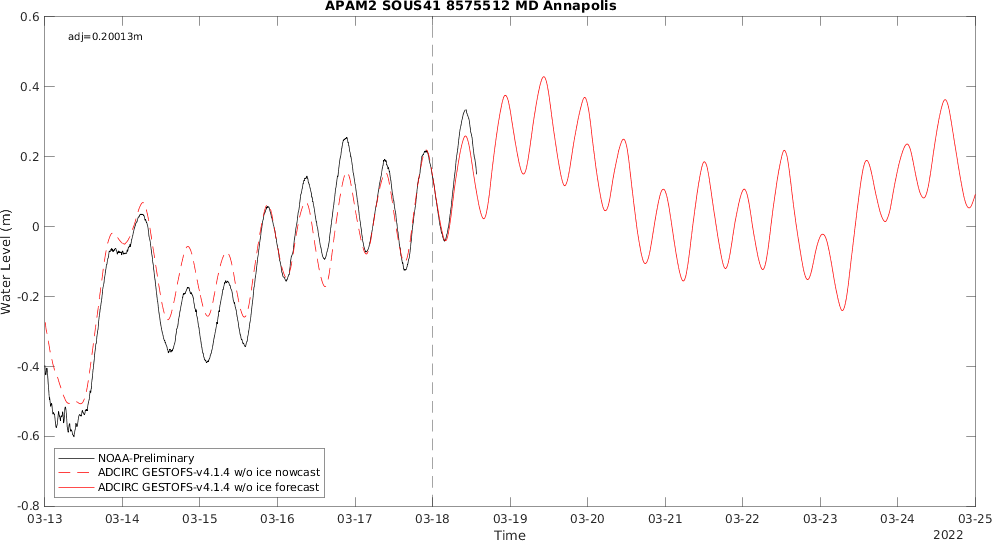 APAM2 SOUS41 8575512 MD Annapolis
adj=0.20013m
0.6
0.4
0.2
0
-0.2
-0.4
-0.6
-0.8
Water Level (m)
NOAA-Preliminary
ADCIRC GESTOFS-v4.1.4 w/o ice nowcast
ADCIRC GESTOFS-v4.1.4 w/o ice forecast
03-13 03-14 03-15 03-16 03-17 03-18 03-19 03-20 03-21 03-22 03-23 03-24 03-25
Time
2022